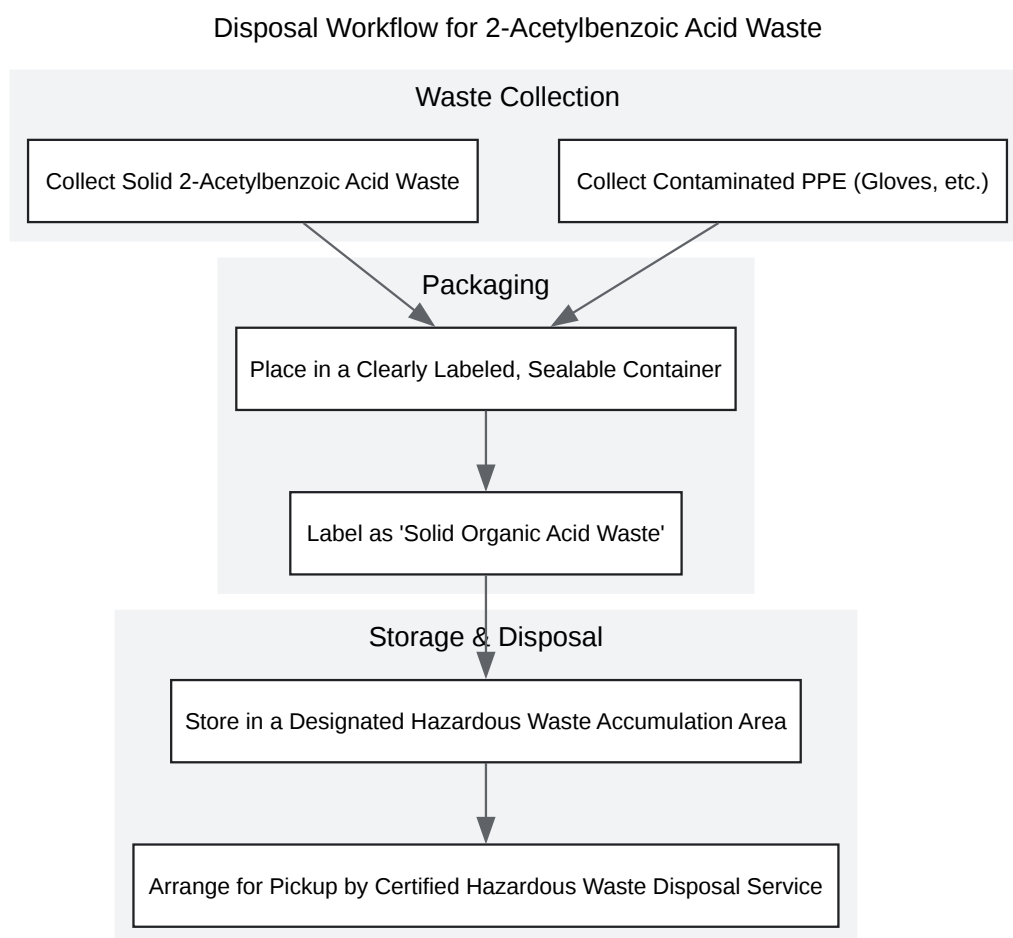 Disposal Workflow for 2-Acetylbenzoic Acid Waste
Waste Collection
Collect Solid 2-Acetylbenzoic Acid Waste
Collect Contaminated PPE (Gloves, etc.)
Packaging
Place in a Clearly Labeled, Sealable Container
Label as 'Solid Organic Acid Waste'
Storage & Disposal
Store in a Designated Hazardous Waste Accumulation Area
Arrange for Pickup by Certified Hazardous Waste Disposal Service